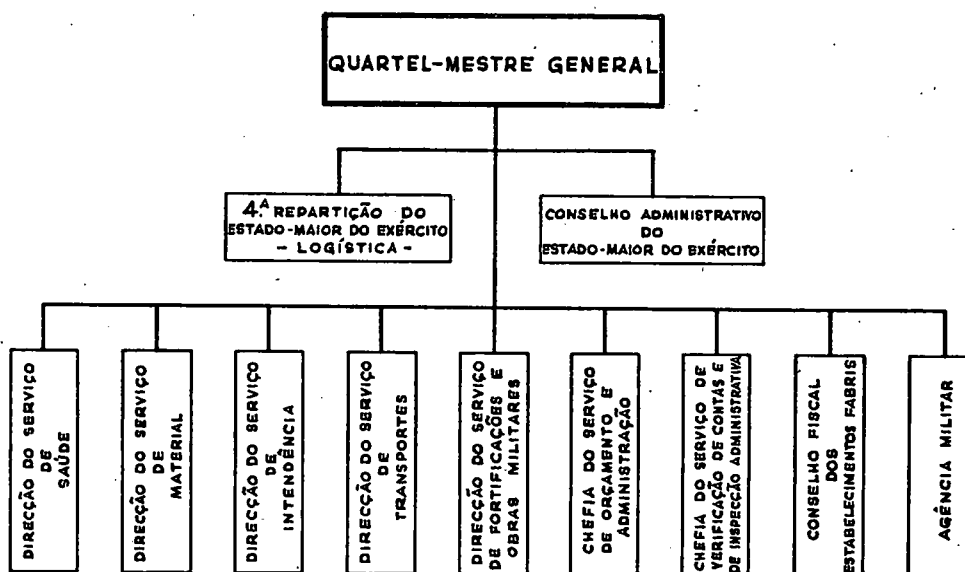 QUARTEL-MESTRE GENERAL
4.ª REPARTIÇÃO DO
ESTADO-MAIOR DO EXÉRCITO
- LOGÍSTICA -
CONSELHO ADMINISTRATIVO
DO
ESTADO-MAIOR DO EXÉRCITO
DIRECÇÃO DO SERVIÇO
DE
SAÚDE
DIRECÇÃO DO SERVIÇO
DE
MATERIAL
DIRECÇÃO DO SERVIÇO
DE
INTENDÊNCIA
DIRECÇÃO DO SERVIÇO
DE
TRANSPORTES
DIRECÇÃO DO SERVIÇO
DE FORTIFICAÇÕES E
OBRAS MILITARES
CHEFIA DO SERVIÇO
DE ORÇAMENTO E
ADMINISTRAÇÃO
CHEFIA DO SERVIÇO DE
VERIFICAÇÃO DE CONTAS E
DE INSPECÇÃO ADMINISTRATIVA
CONSELHO FISCAL
DOS
ESTABELECIMENTOS FABRIS
AGÊNCIA MILITAR